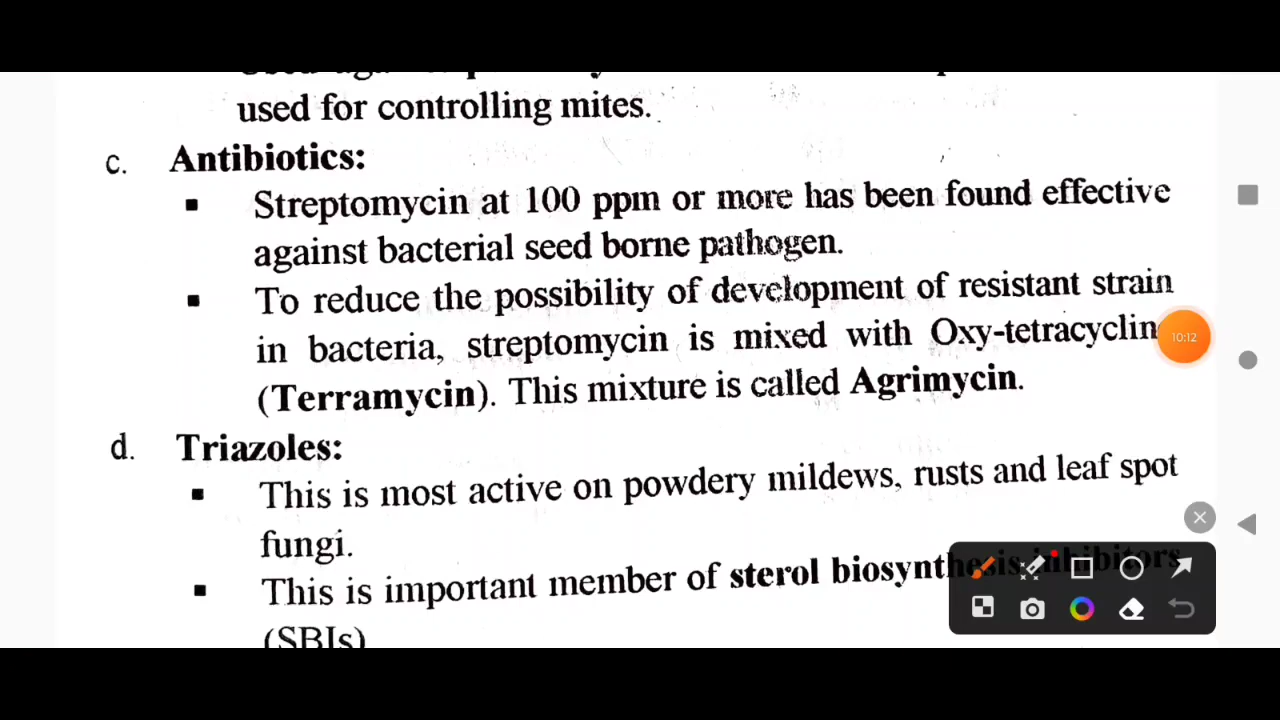 used for controlling mites.
c. Antibiotics:
▪ Streptomycin at 100 ppm or more has been found effective
against bacterial seed borne pathogen.
▪ To reduce the possibility of development of resistant strain
in bacteria, streptomycin is mixed with Oxy-tetracyclin
10:12
(Terramycin). This mixture is called Agrimycin.
d. Triazoles:
▪ This is most active on powdery mildews, rusts and leaf spot
fungi.
▪ This is important member of sterol biosynthesis inhibitors
(SBIs)